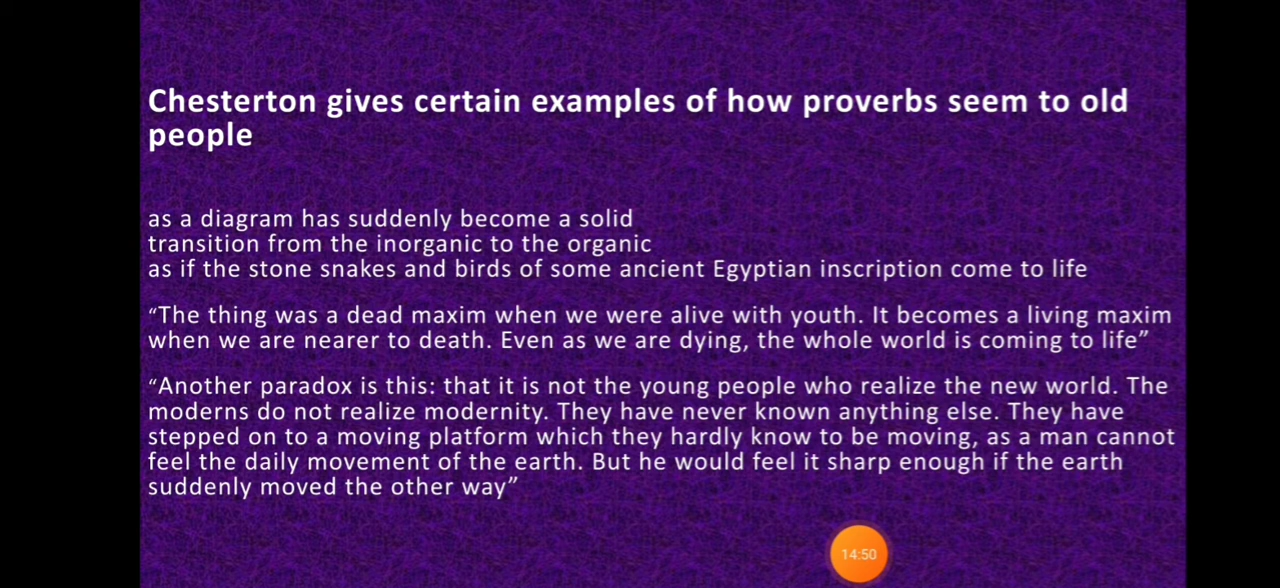 Chesterton gives certain examples of how proverbs seem to old
people
as a diagram has suddenly become a solid
transition from the inorganic to the organic
as if the stone snakes and birds of some ancient Egyptian inscription come to life
“The thing was a dead maxim when we were alive with youth. It becomes a living maxim
when we are nearer to death. Even as we are dying, the whole world is coming to life”
“Another paradox is this: that it is not the young people who realize the new world. The
moderns do not realize modernity. They have never known anything else. They have
stepped on to a moving platform which they hardly know to be moving, as a man cannot
feel the daily movement of the earth. But he would feel it sharp enough if the earth
suddenly moved the other way”
14:50